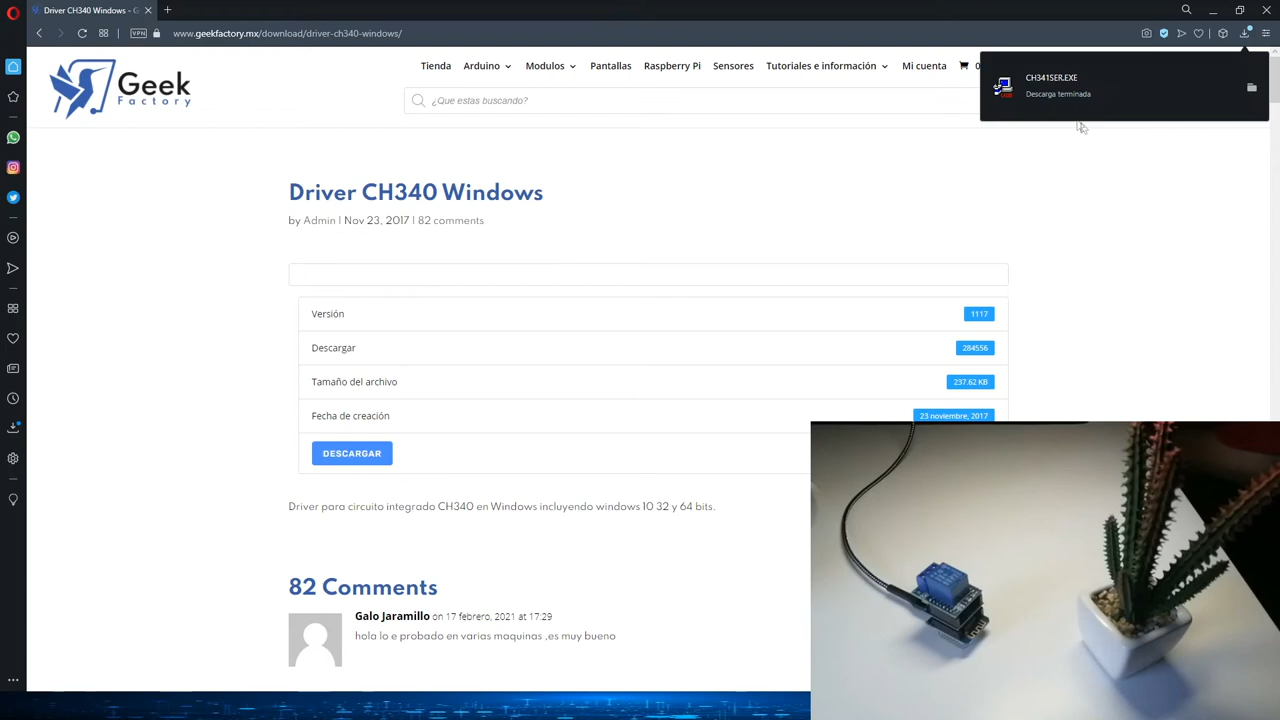 Driver CH340 Windows - G
VPN
www.geekfactory.mx/download/driver-ch340-windows/
Geek
Factory
Tienda
Arduino
Modulos
Pantallas
Raspberry Pi
Sensores
Tutoriales e información
Mi cuenta
0
¿Que estas buscando?
CH341SER.EXE
Descarga terminada
Driver CH340 Windows
by Admin | Nov 23, 2017 | 82 comments
Versión
1117
Descargar
284556
Tamaño del archivo
237.62 KB
Fecha de creación
23 noviembre, 2017
DESCARGAR
Driver para circuito integrado CH340 en Windows incluyendo windows 10 32 y 64 bits.
82 Comments
Galo Jaramillo on 17 febrero, 2021 at 17:29
hola lo e probado en varias maquinas ,es muy bueno